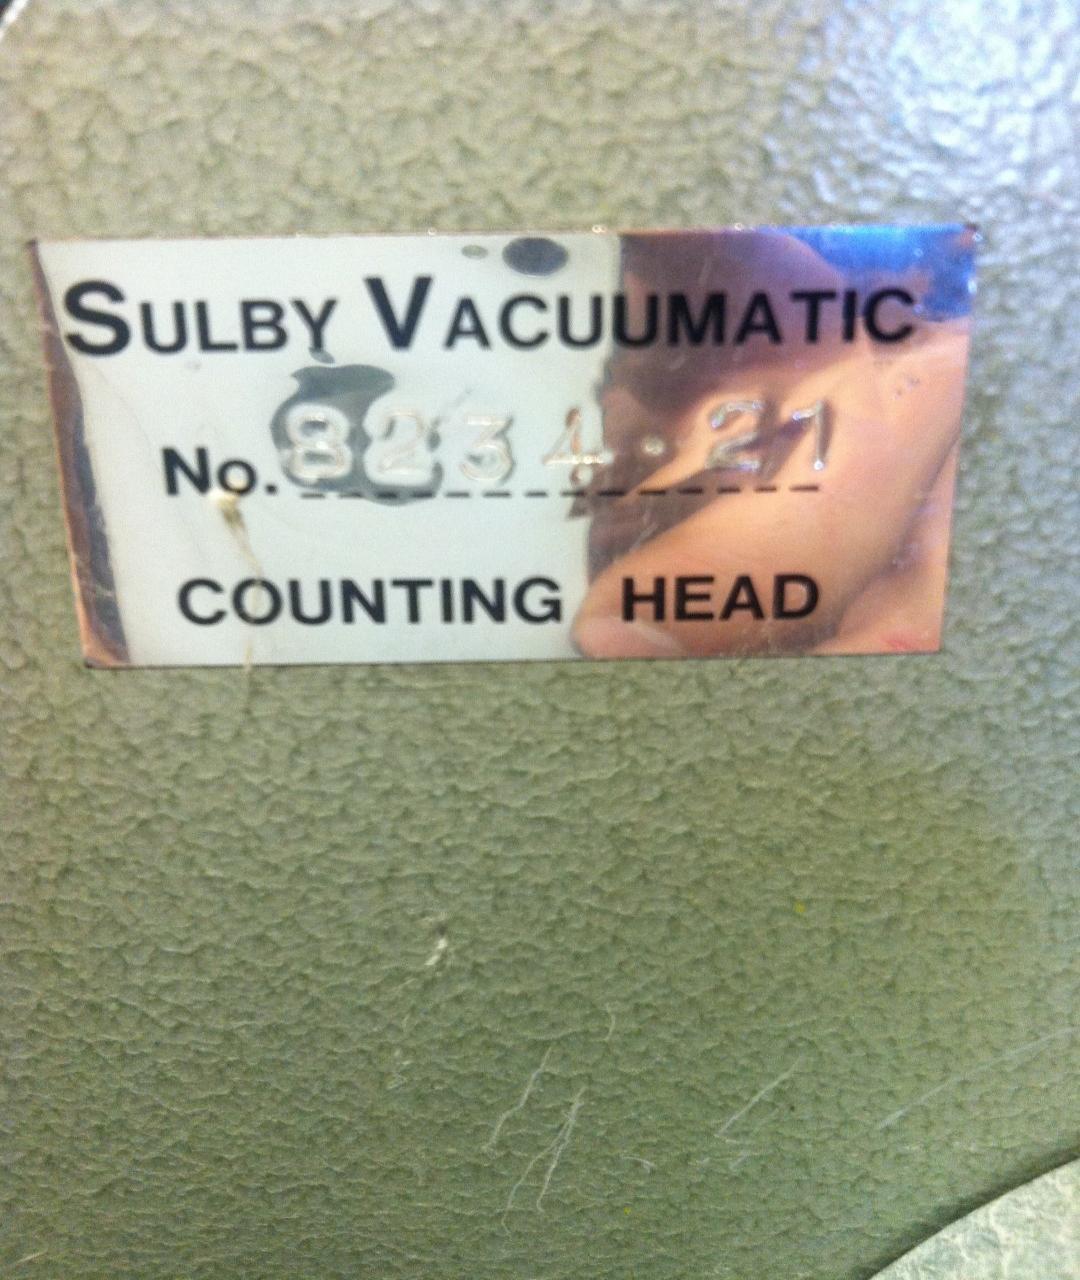 SULBY VACUUMATIC
No. 8234·21
COUNTING HEAD